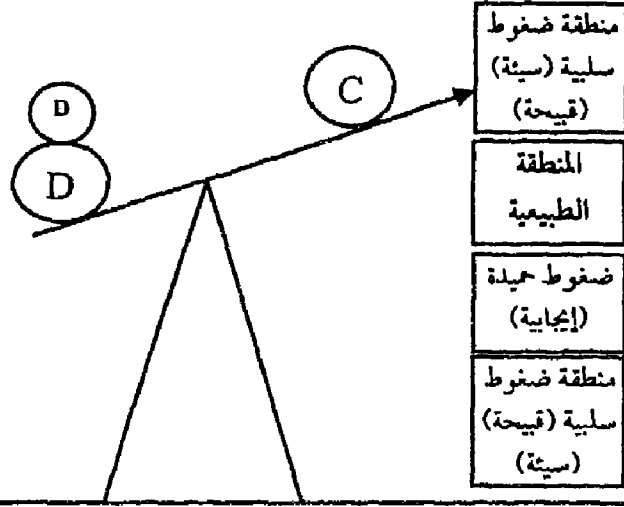 منطقة ضغوط
سلبية (سيئة)
(قبيحة)
D
C
D
المنطقة
الطبيعية
ضغوط حميدة
(إيجابية)
منطقة ضغوط
سلبية (قبيحة)
(سيئة)